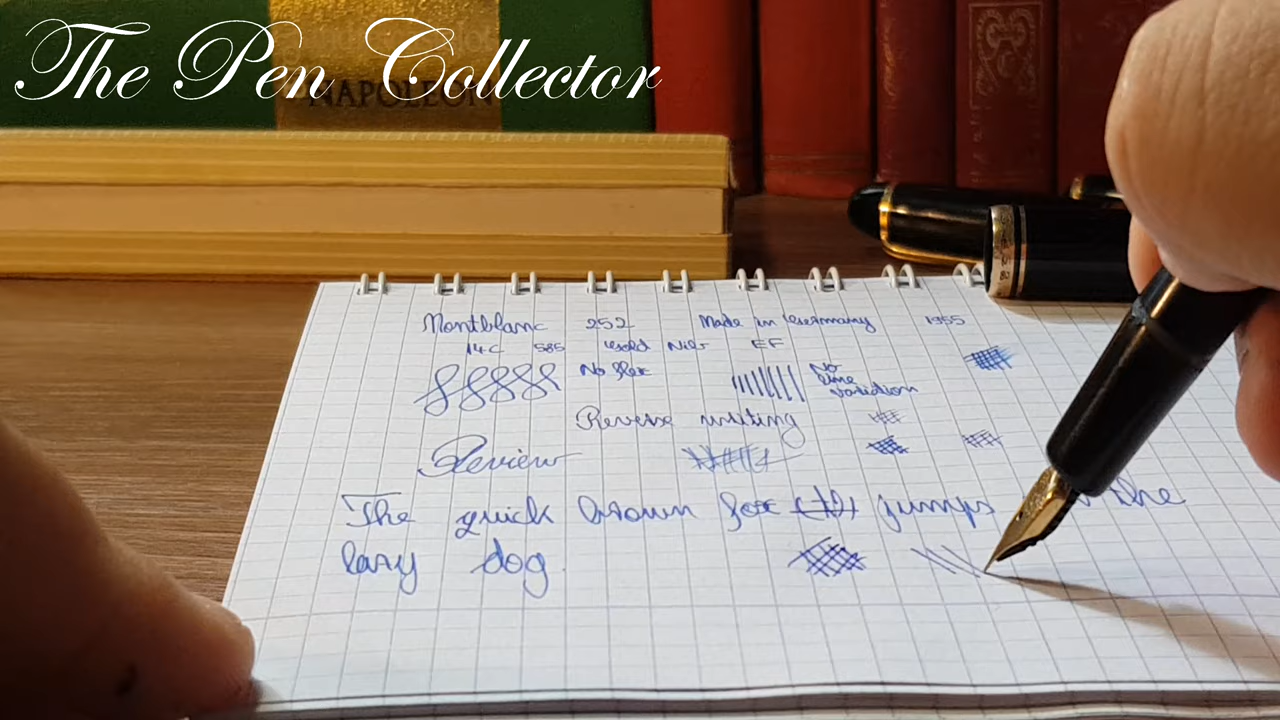 The Pen Collector
NAPOLEON
Montblanc 252 Made in Germany 1955
14C 585 Gold Nib EF
No flex
No line variation
Reverse writing
Review
The quick brown fox jumps the
lazy dog.